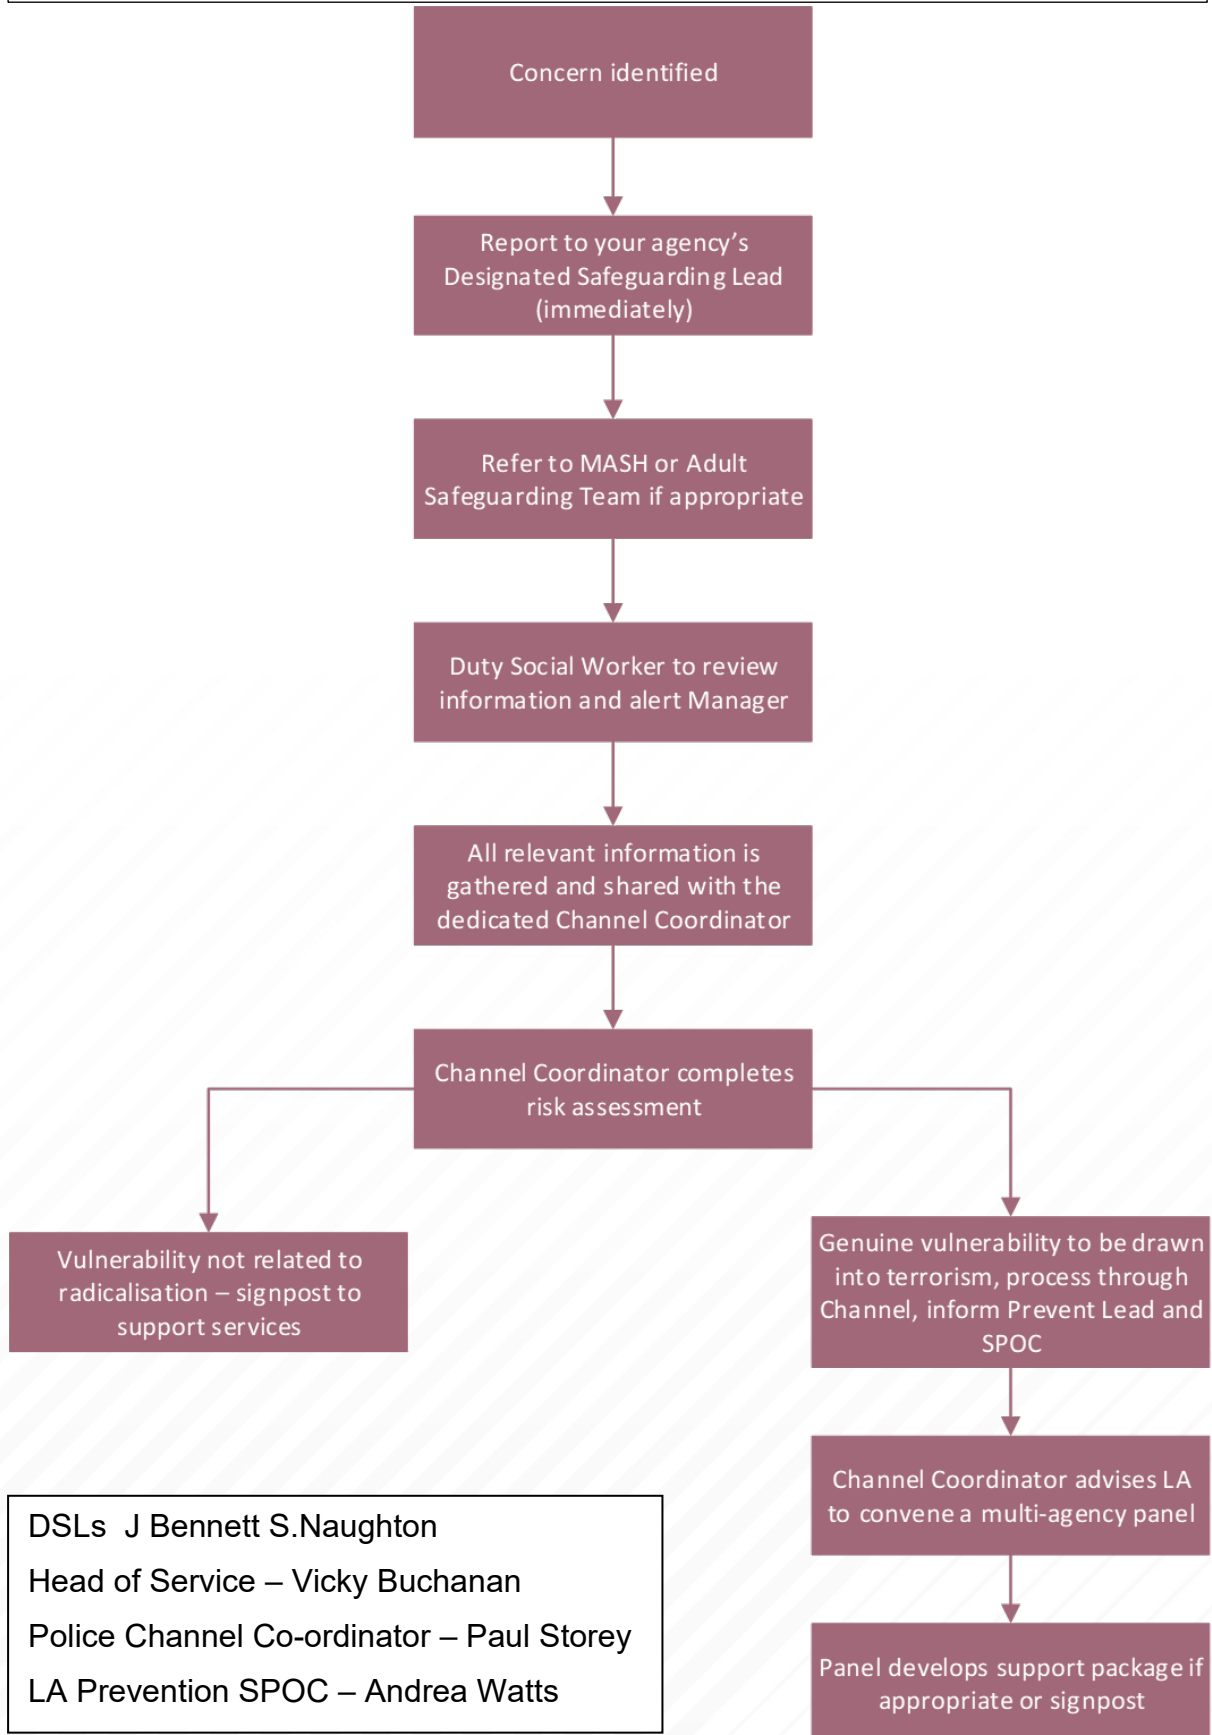 Concern identified
Report to your agency’s
Designated Safeguarding Lead
(immediately)
Refer to MASH or Adult
Safeguarding Team if appropriate
Duty Social Worker to review
information and alert Manager
All relevant information is
gathered and shared with the
dedicated Channel Coordinator
Channel Coordinator completes
risk assessment
Vulnerability not related to
radicalisation – signpost to
support services
Genuine vulnerability to be drawn
into terrorism, process through
Channel, inform Prevent Lead and
SPOC
Channel Coordinator advises LA
to convene a multi-agency panel
Panel develops support package if
appropriate or signpost
DSLs J Bennett S.Naughton
Head of Service – Vicky Buchanan
Police Channel Co-ordinator – Paul Storey
LA Prevention SPOC – Andrea Watts